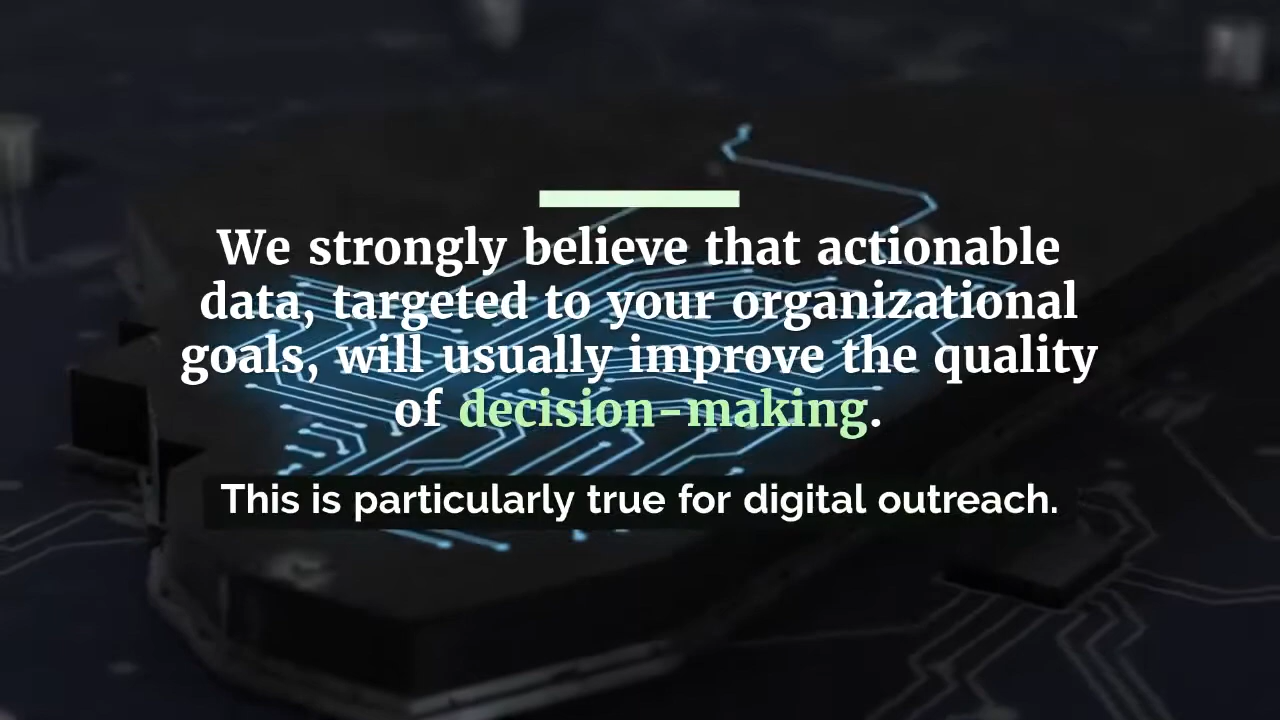 We strongly believe that actionable
data, targeted to your organizational
goals, will usually improve the quality
of decision-making.
This is particularly true for digital outreach.